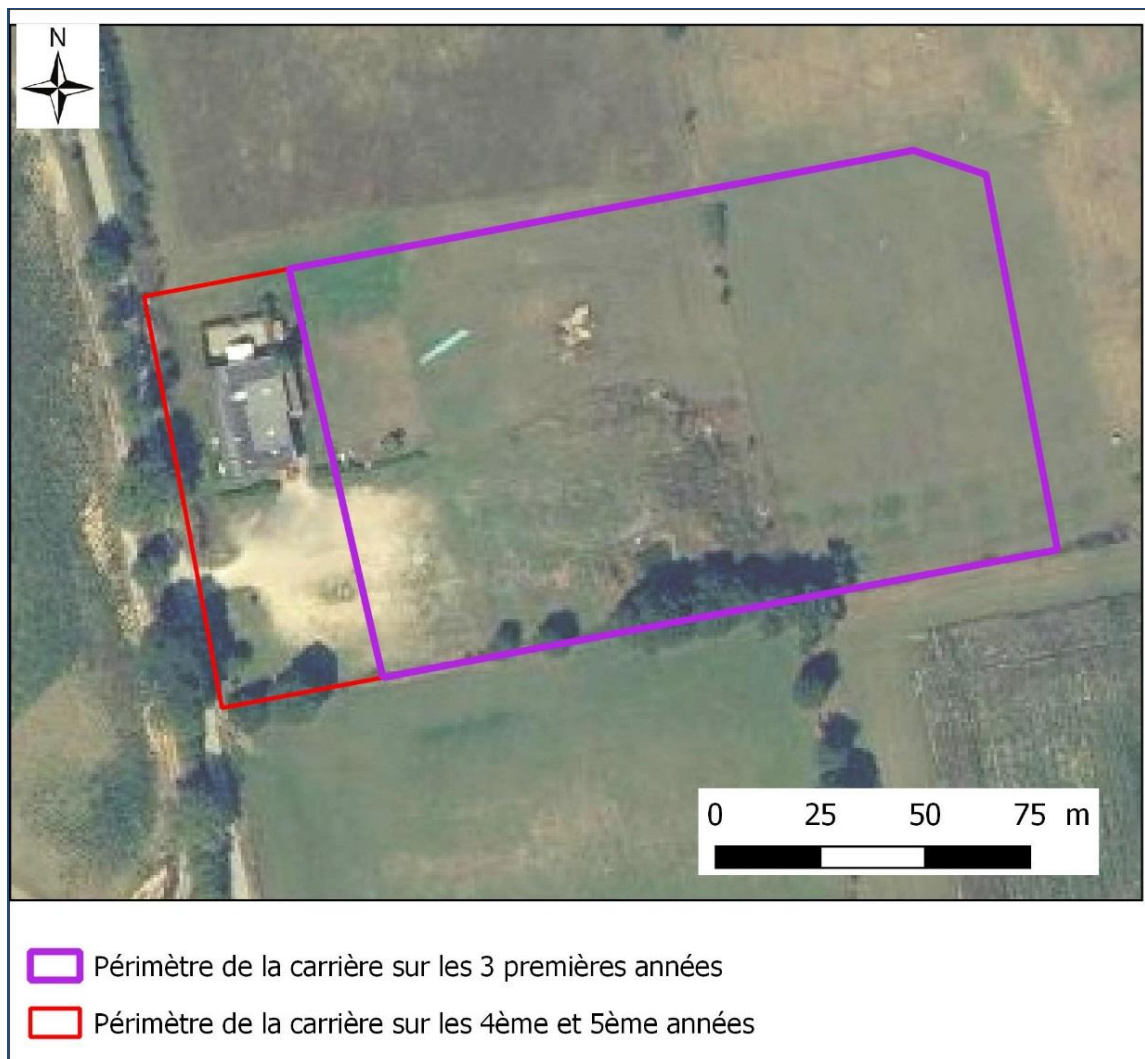 N
0 25 50 75 m
Périmètre de la carrière sur les 3 premières années
Périmètre de la carrière sur les 4ème et 5ème années